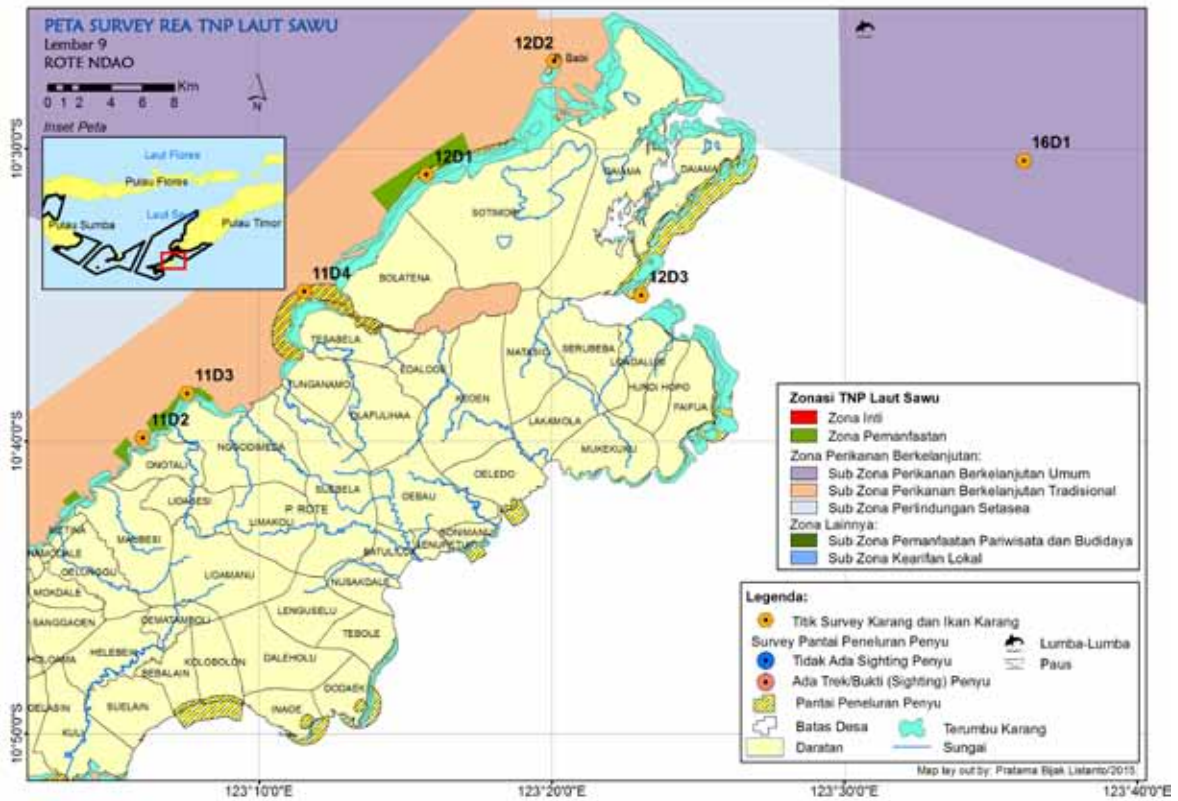 PETA SURVEY REA TNP LAUT SAWU
Lembar 9
ROTE NDAO
Km
0 1 2 4 6 8
N
Inset Peta
Laut Flores
Pulau Flores
Laut
Pulau Sumba
Pulau Timor
10°30'0"S
10°40'0"S
10°50'0"S
12D2
16D1
12D1
DAIAMA
DAIAMA
SOTIMORI
11D4
BOLATENA
12D3
TESABELA
MATASIO
SERUBEBA
11D3
TUNGANAMO
EDALODE
KEOEN
HUNDI HOPO
PAIFUA
OLAFULIHAA
11D2
LAKAMOLA
NGGODIMEDA
MUKEKUKU
ONOTALI
OELEDO
LIDABESI
SUEBELA
DEBAU
P. ROTE
METINA
LIMAKOLI
MAUBESI
NAMODALE
OELUNGGU
LIDAMANU
NUSAKDALE
MOKDALE
LENGUSELU
SANGGAOEN
TEBOLE
HELEBEIK
KOLOBOLON
DALEHOLU
HOLOAMA
BEBALAIN
DODAEK
OELASIN
SUELAIN
INAOE
KULI
Zonasi TNP Laut Sawu
Zona Inti
Zona Pemanfaatan
Zona Perikanan Berkelanjutan:
Sub Zona Perikanan Berkelanjutan Umum
Sub Zona Perikanan Berkelanjutan Tradisional
Sub Zona Perlindungan Setasea
Zona Lainnya:
Sub Zona Pemanfaatan Pariwisata dan Budidaya
Sub Zona Kearifan Lokal
Legenda:
Titik Survey Karang dan Ikan Karang
Survey Pantai Peneluran Penyu
Lumba-Lumba
Tidak Ada Sighting Penyu
Paus
Ada Trek/Bukti (Sighting) Penyu
Pantai Peneluran Penyu
Batas Desa
Terumbu Karang
Daratan
Sungai
Map lay out by: Pratama Bijak Listanto/2015
123°10'0"E
123°20'0"E
123°30'0"E
123°40'0"E